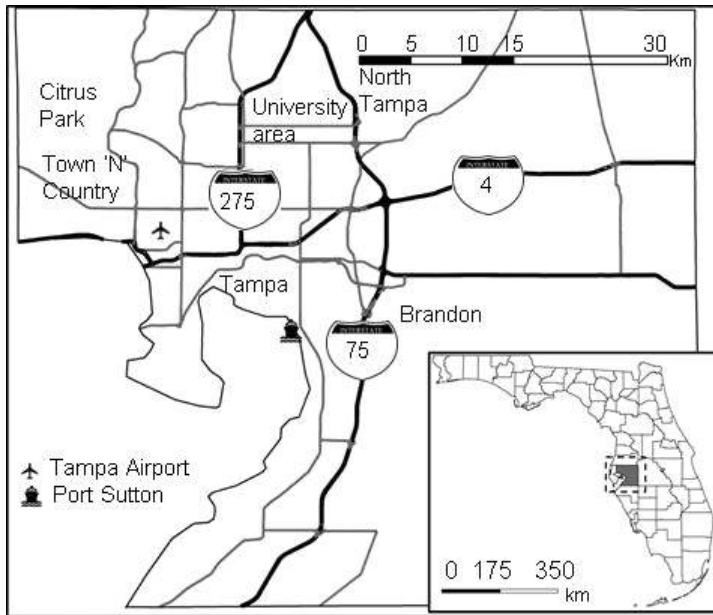 0 5 10 15 30
Km
North
Tampa
Citrus
Park
University
area
Town 'N'
Country
INTERSTATE
275
INTERSTATE
4
Tampa
Brandon
INTERSTATE
75
Tampa Airport
Port Sutton
0 175 350
km